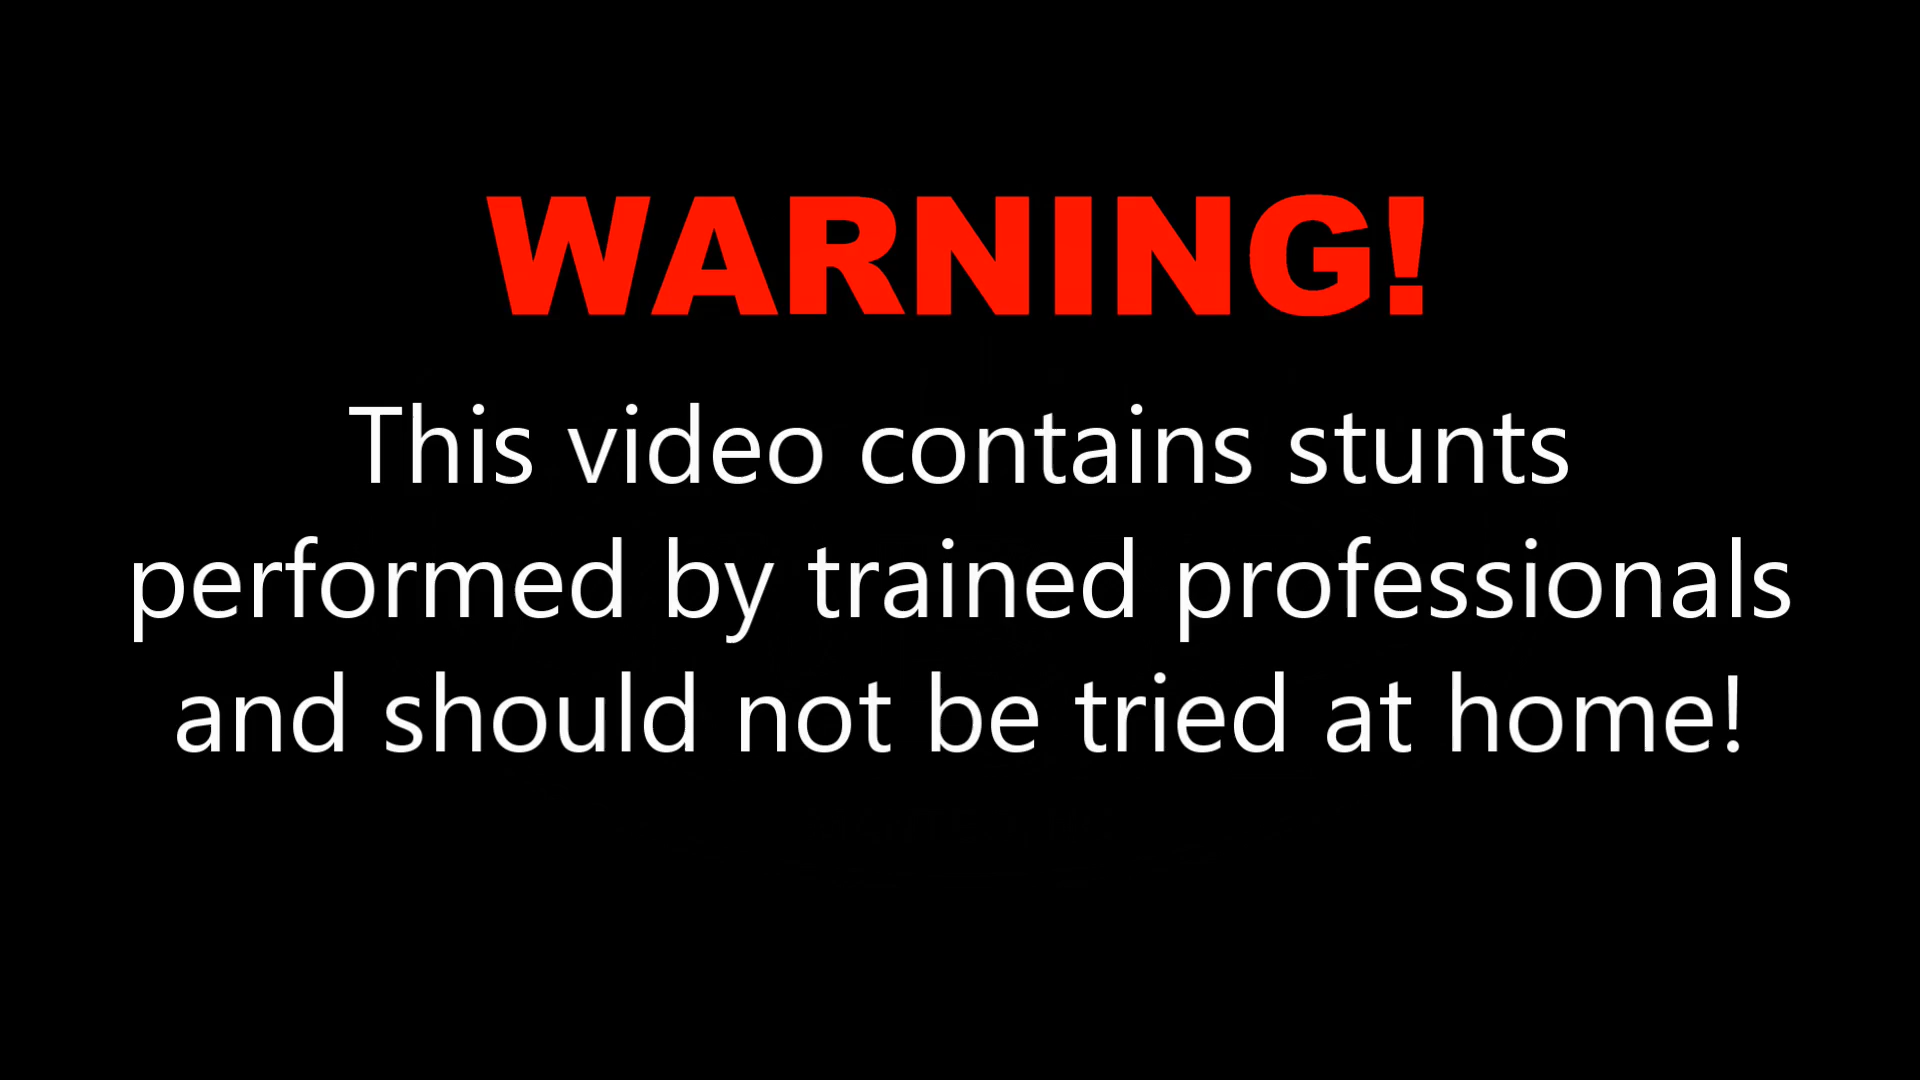 WARNING!
This video contains stunts
performed by trained professionals
and should not be tried at home!